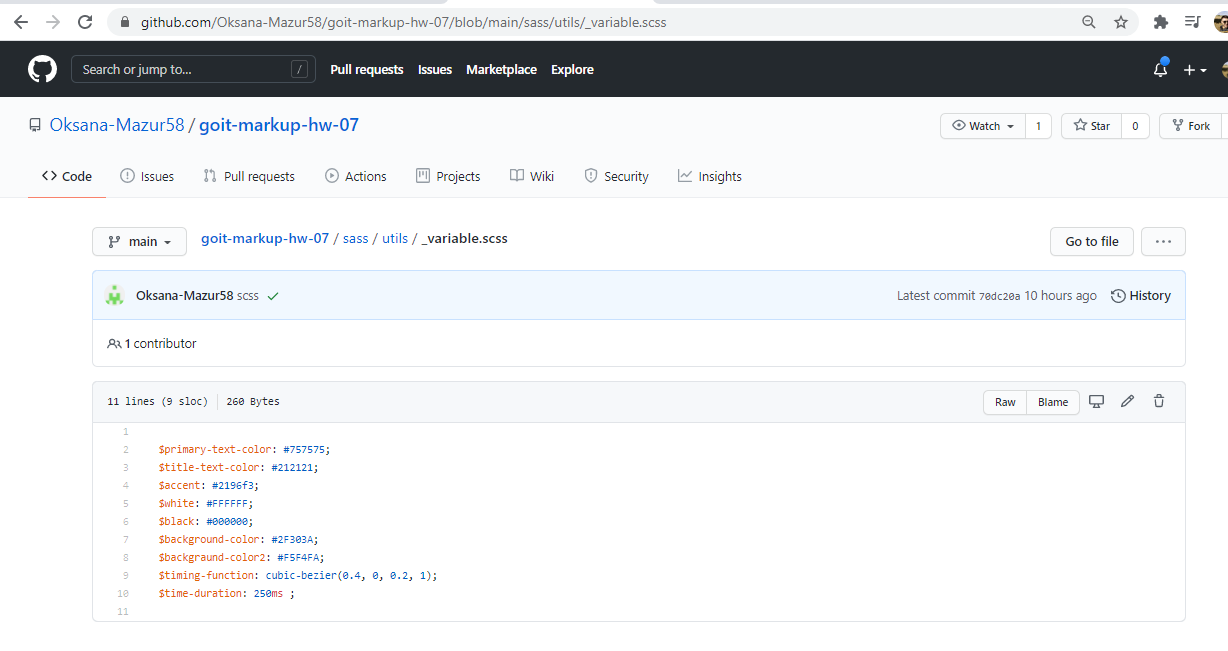 github.com/Oksana-Mazur58/goit-markup-hw-07/blob/main/sass/utils/_variable.scss
Search or jump to... / Pull requests Issues Marketplace Explore
Oksana-Mazur58 / goit-markup-hw-07 Watch 1 Star 0 Fork
Code Issues Pull requests Actions Projects Wiki Security Insights
main goit-markup-hw-07 / sass / utils / _variable.scss Go to file ...
Oksana-Mazur58 scss Latest commit 70dc20a 10 hours ago History
1 contributor
11 lines (9 sloc) 260 Bytes Raw Blame
1
2 $primary-text-color: #757575;
3 $title-text-color: #212121;
4 $accent: #2196f3;
5 $white: #FFFFFF;
6 $black: #000000;
7 $background-color: #2F303A;
8 $backgraund-color2: #F5F4FA;
9 $timing-function: cubic-bezier(0.4, 0, 0.2, 1);
10 $time-duration: 250ms ;
11